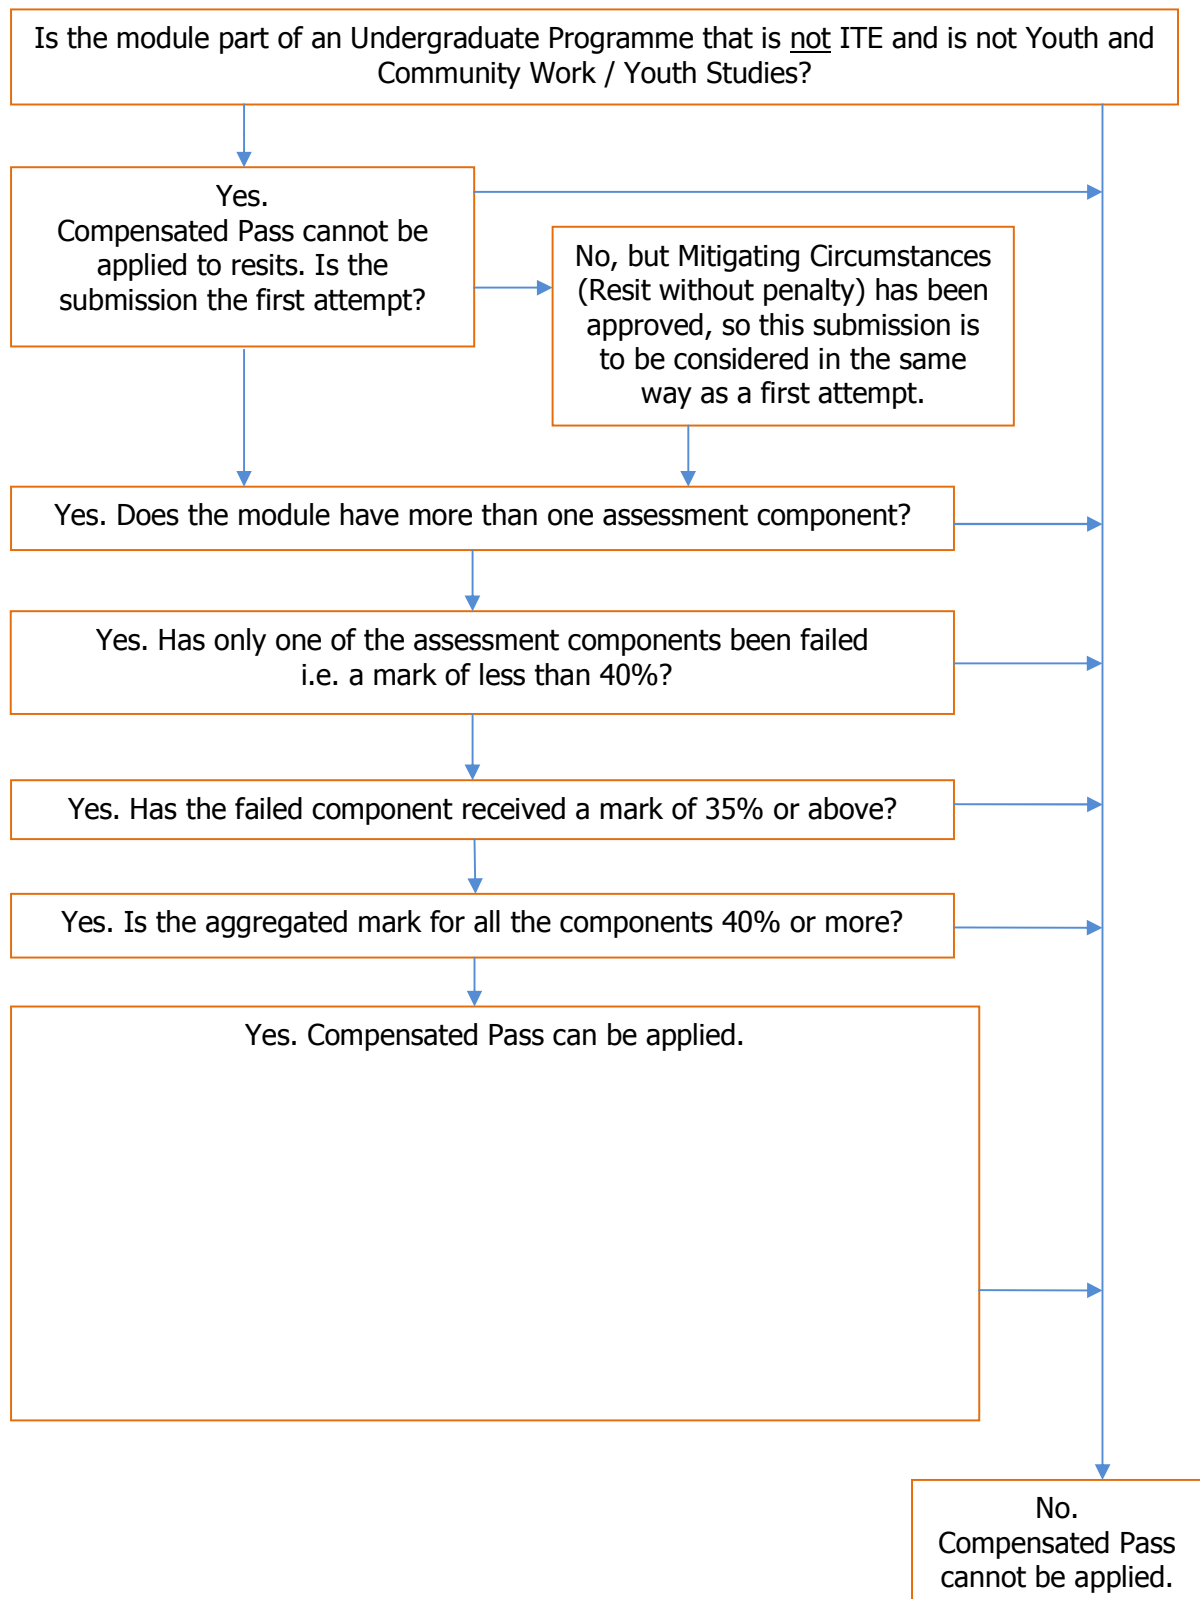 Is the module part of an Undergraduate Programme that is not ITE and is not Youth and
Community Work / Youth Studies?
Yes.
Compensated Pass cannot be
applied to resits. Is the
submission the first attempt?
No, but Mitigating Circumstances
(Resit without penalty) has been
approved, so this submission is
to be considered in the same
way as a first attempt.
Yes. Does the module have more than one assessment component?
Yes. Has only one of the assessment components been failed
i.e. a mark of less than 40%?
Yes. Has the failed component received a mark of 35% or above?
Yes. Is the aggregated mark for all the components 40% or more?
Yes. Compensated Pass can be applied.
No.
Compensated Pass
cannot be applied.